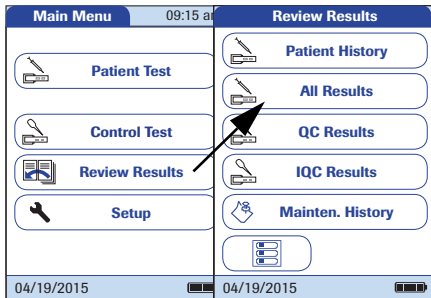 Main Menu 09:15 a
Patient Test
Control Test
Review Results
Setup
04/19/2015
Review Results
Patient History
All Results
QC Results
IQC Results
Mainten. History
04/19/2015